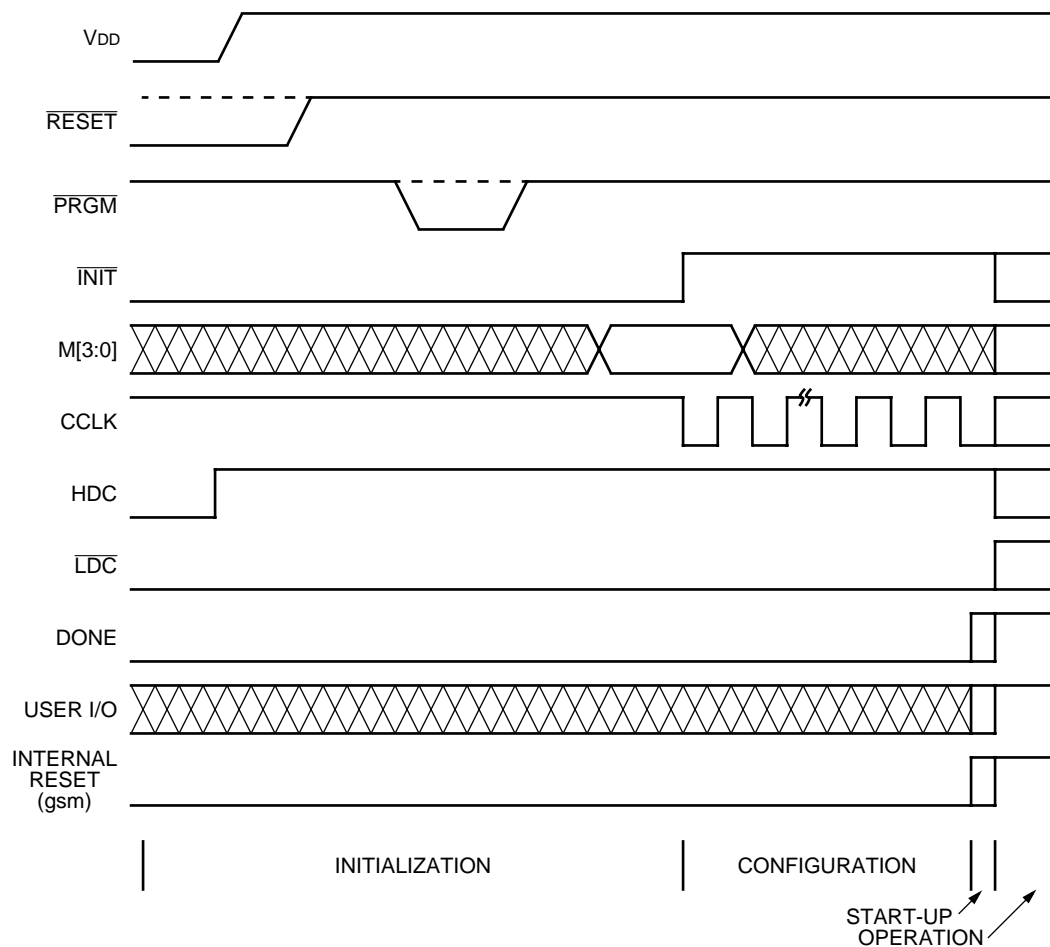 VDD
RESET
PRGM
INIT
M[3:0]
CCLK
HDC
LDC
DONE
USER I/O
INTERNAL
RESET
(gsm)
INITIALIZATION
CONFIGURATION
START-UP
OPERATION